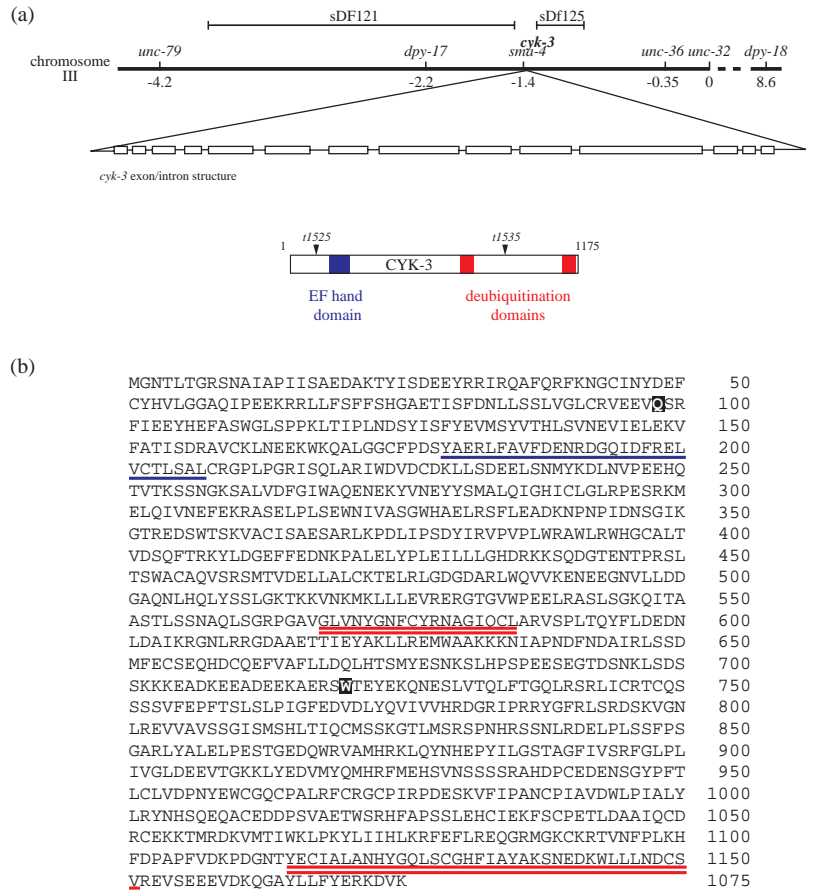 (a)
sDF121 sDf125
cyk-3
unc-79 dpy-17 sma-4 unc-36 unc-32 dpy-18
chromosome
III
-4.2 -2.2 -1.4 -0.35 0 8.6
cyk-3 exon/intron structure
t1525 t1535
1 1175
CYK-3
EF hand
domain
deubiquitination
domains
(b)
MGNTLTGRSNAIAPIISAEDAKTYISDEEYRRIRQAFQRFKNGCINYDEF 50
CYHVLGGAQIPEEKRRLLFSFFSHGAETISFDNLLSSLVGLCRVEEVQSR 100
FIEEYHEFASWGLSPPKLTIPLNDSYISFYEVMSYVTHLSVNEVIELEKV 150
FATISDRAVCKLNEEKWKQALGGCFPDSYAERLFAVFDENRDGQIDFREL 200
VCTLSALCRGPLPGRISQLARIWDVDCDKLLSDEELSNMYKDLNVPEEHQ 250
TVTKSSNGKSALVDFGIWAQENEKYVNEYYSMALQIGHICLGLRPESRKM 300
ELQIVNEFEKRASELPLSEWNIVASGWHAELRSFLEADKNPNPIDNSGIK 350
GTREDSWTSKVACISAESARLKPDLIPSDYIRVPVPLWRAWLRWHGCALT 400
VDSQFTRKYLDGEFFEDNKPALELYPLEILLLGHDRKKSQDGTENTPRSL 450
TSWACAQVSRSMTVDELLALCKTELRLGDGDARLWQVVKENEEGNVLLDD 500
GAQNLHQLYSSLGKTKKVNKMKLLLEVRERGTGVWPEELRASLSGKQITA 550
ASTLSSNAQLSGRPGAVGLVNYGNFCYRNAGIQCLARVSPLTQYFLDEDN 600
LDAIKRGNLRRGDAAETTIEYAKLLREMWAAKKKNIAPNDFNDAIRLSSD 650
MFECSEQHDCQEFVAFLLDQLHTSMYESNKSLHPSPEESEGTDSNKLSDS 700
SKKKEADKEEADEEKAERSWTEYEKQNESLVTQLFTGQLRSRLICRTCQS 750
SSSVFEPFTSLSLPIGFEDVDLYQVIVVHRDGRIPRRYGFRLSRDSKVGN 800
LREVVAVSSGISMSHLTIQCMSSKGTLMSRSPNHRSSNLRDELPLSSFPS 850
GARLYALELPESTGEDQWRVAMHRKLQYNHEPYILGSTAGFIVSRFGLPL 900
IVGLDEEVTGKKLYEDVMYQMHRFMEHSVNSSSSSRAHDPCEDENSGYPFT 950
LCLVDPNYEWCGQCPALRFCRGCPIRPDESKVFIPANCPIAVDWLPIALY 1000
LRYNHSQEQACEDDPSVAETWSRHFAPSSLEHCIEKFSCPETLDAAIQCD 1050
RCEKKTMRDKVMTIWKLPKYLIIHLKRFEFLREQGRMGKCKRTVNFPLKH 1100
FDPAPFVDKPDGNTYECIALANHYGQLSCGHFIAYAKSNEDKWLLLNDCS 1150
VREVSEEEVDKQGAYLLFYERKDVK 1075